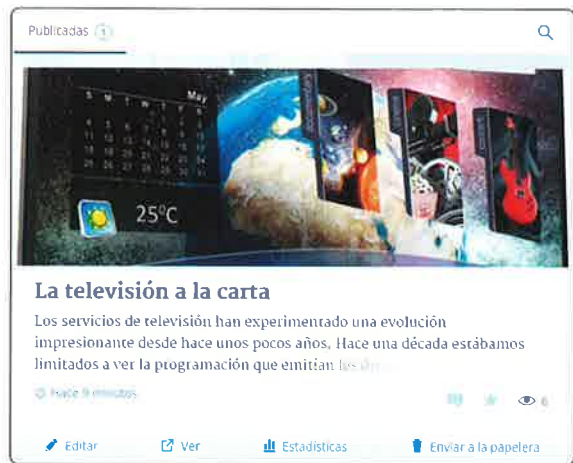 Publicadas 1
May
S M T W T F S
25°C
La televisión a la carta
Los servicios de televisión han experimentado una evolución
impresionante desde hace unos pocos años. Hace una década estábamos
limitados a ver la programación que emitían
Hace 9 minutos
6
Editar Ver Estadísticas Enviar a la papelera